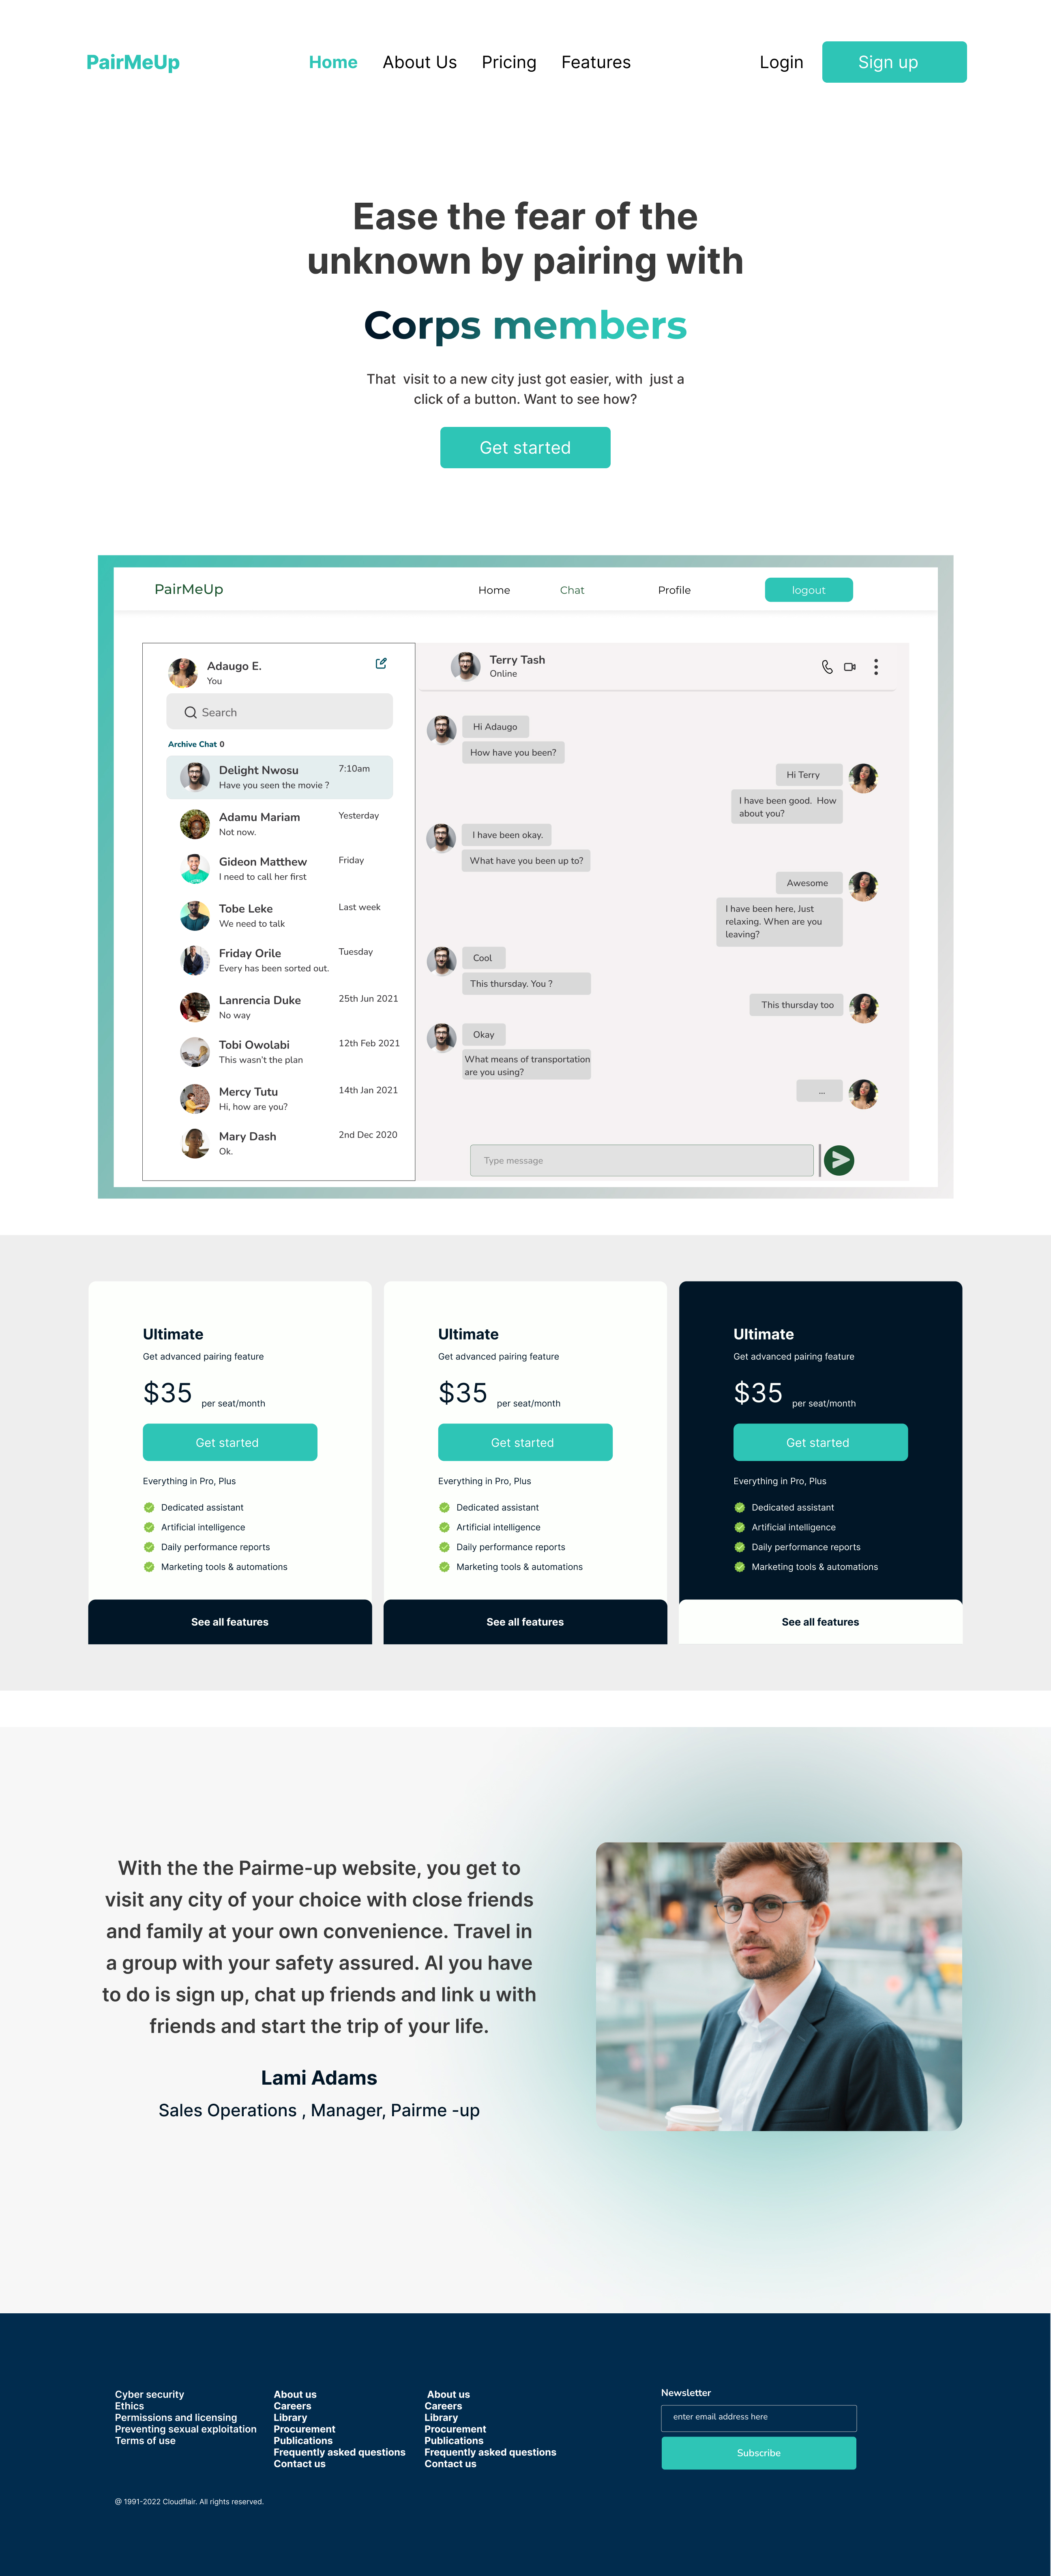 PairMeUp
Home About Us Pricing Features
Login
Sign up
Ease the fear of the
unknown by pairing with
Corps members
That visit to a new city just got easier, with just a
click of a button. Want to see how?
Get started
PairMeUp
Home Chat Profile
logout
Adaugo E.
You
Search
Archive Chat 0
Delight Nwosu 7:10am
Have you seen the movie ?
Adamu Mariam Yesterday
Not now.
Gideon Matthew Friday
I need to call her first
Tobe Leke Last week
We need to talk
Friday Orile Tuesday
Every has been sorted out.
Lanrencia Duke 25th Jun 2021
No way
Tobi Owolabi 12th Feb 2021
This wasn't the plan
Mercy Tutu 14th Jan 2021
Hi, how are you?
Mary Dash 2nd Dec 2020
Ok.
Terry Tash
Online
Hi Adaugo
How have you been?
Hi Terry
I have been good. How
about you?
I have been okay.
What have you been up to?
Awesome
I have been here, Just
relaxing. When are you
leaving?
Cool
This thursday. You ?
This thursday too
Okay
What means of transportation
are you using?
...
Type message
Ultimate
Get advanced pairing feature
$35 per seat/month
Get started
Everything in Pro, Plus
Dedicated assistant
Artificial intelligence
Daily performance reports
Marketing tools & automations
See all features
Ultimate
Get advanced pairing feature
$35 per seat/month
Get started
Everything in Pro, Plus
Dedicated assistant
Artificial intelligence
Daily performance reports
Marketing tools & automations
See all features
Ultimate
Get advanced pairing feature
$35 per seat/month
Get started
Everything in Pro, Plus
Dedicated assistant
Artificial intelligence
Daily performance reports
Marketing tools & automations
See all features
With the the Pairme-up website, you get to
visit any city of your choice with close friends
and family at your own convenience. Travel in
a group with your safety assured. Al you have
to do is sign up, chat up friends and link u with
friends and start the trip of your life.
Lami Adams
Sales Operations , Manager, Pairme -up
Cyber security
Ethics
Permissions and licensing
Preventing sexual exploitation
Terms of use
About us
Careers
Library
Procurement
Publications
Frequently asked questions
Contact us
About us
Careers
Library
Procurement
Publications
Frequently asked questions
Contact us
Newsletter
enter email address here
Subscribe
@ 1991-2022 Cloudflair. All rights reserved.